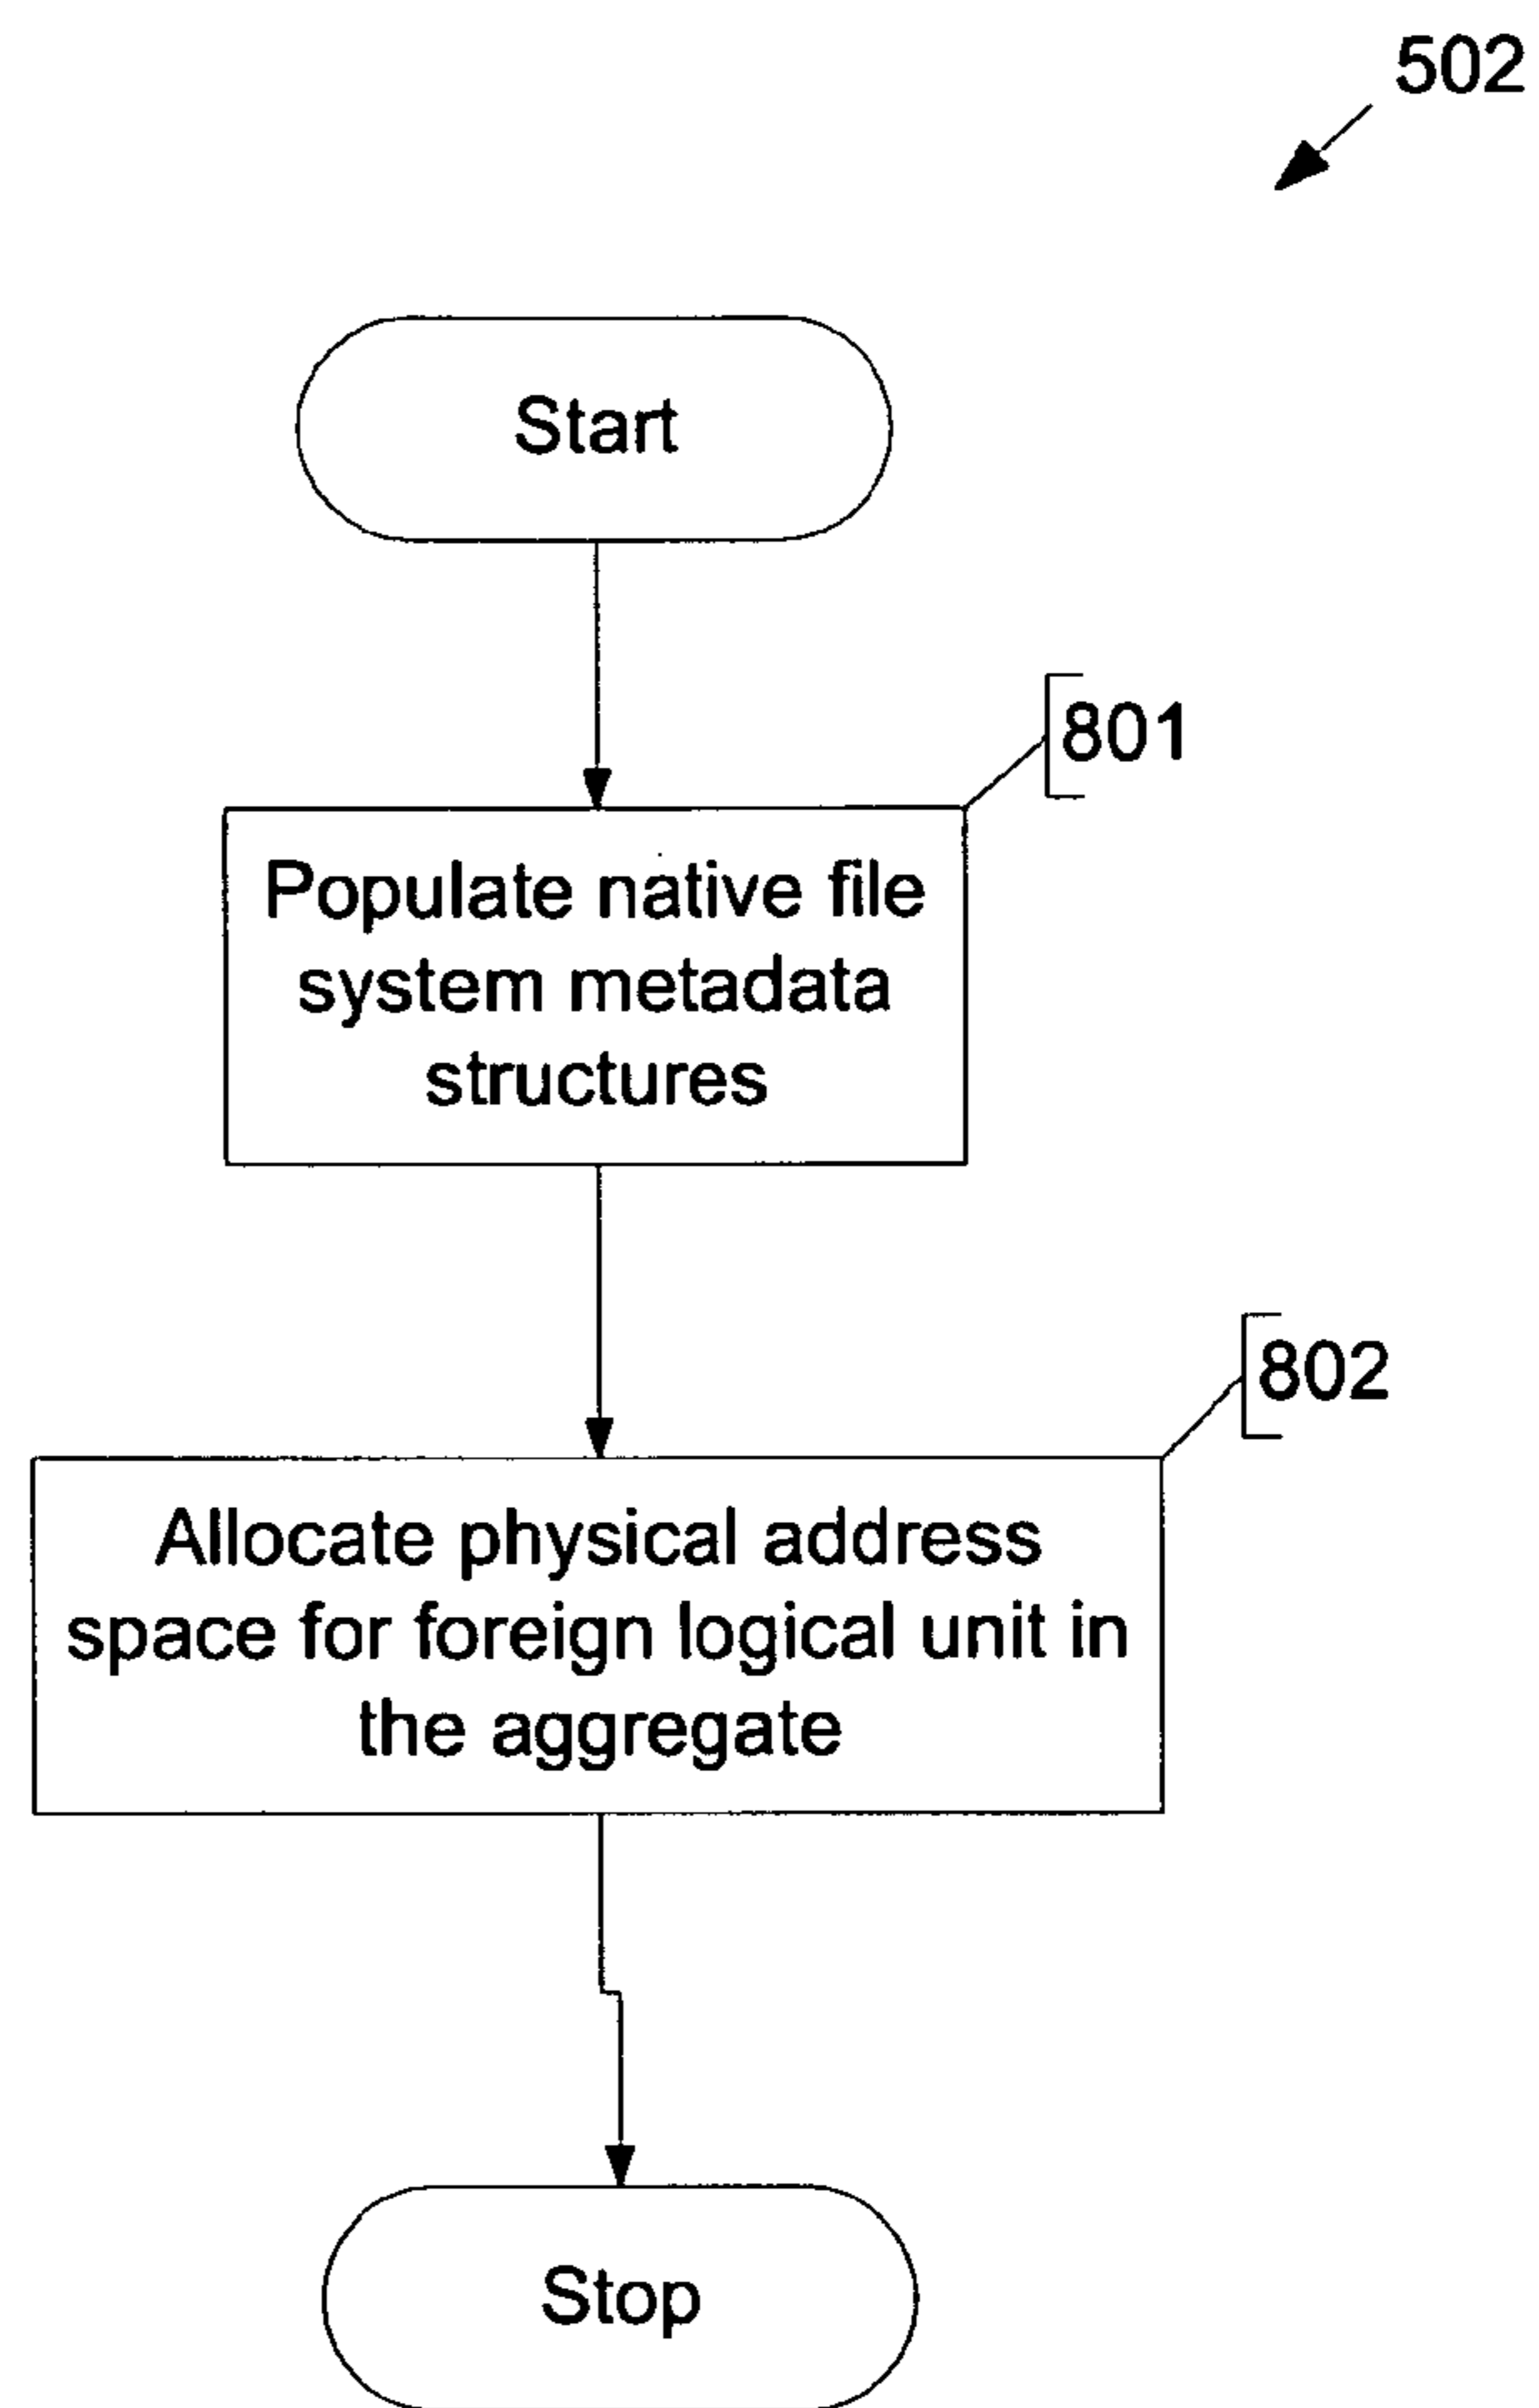 502
Start
801
Populate native file
system metadata
structures
802
Allocate physical address
space for foreign logical unit in
the aggregate
Stop